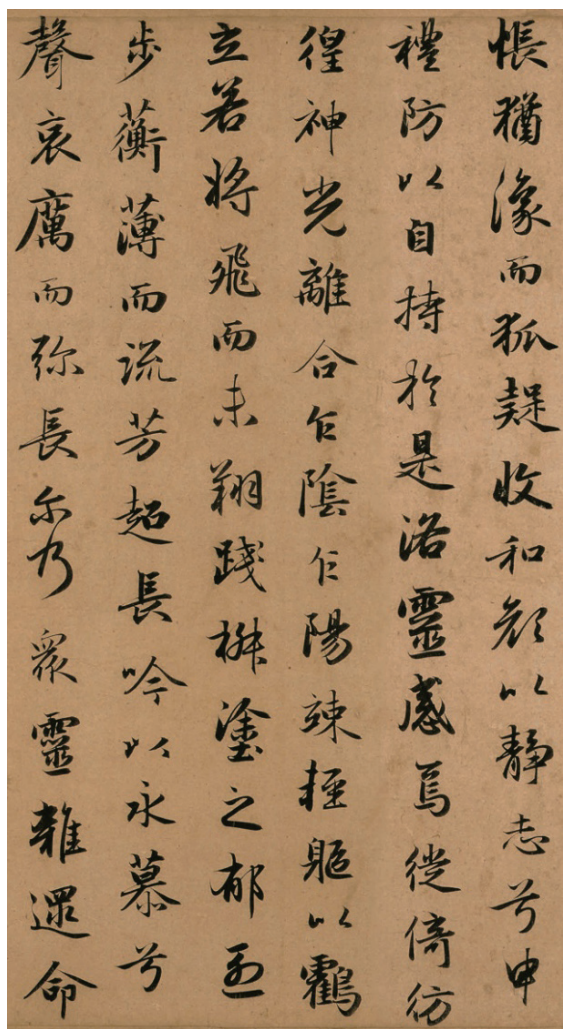 悵猶豫而狐疑收和顔以靜志兮申
禮防以自持於是洛靈感焉徙倚彷
徨神光離合乍陰乍陽竦輕軀以鶴
立若將飛而未翔踐椒塗之郁烈
步蘅薄而流芳超長吟以永慕兮
聲哀厲而弥長尔乃衆靈雜遝命